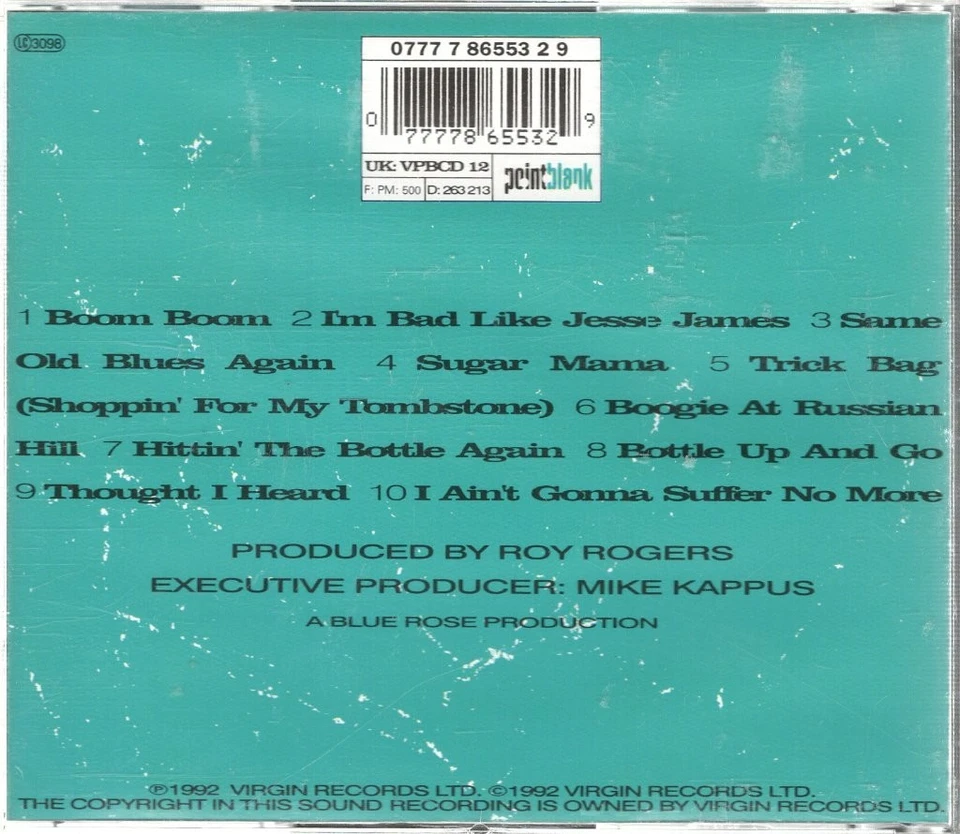 LC 3098
0777 7 86553 2 9
0 77778 65532 9
UK: VPBCD 12
F: PM: 500 D: 263 213
pointblank
1 Boom Boom 2 I'm Bad Like Jesse James 3 Same
Old Blues Again 4 Sugar Mama 5 Trick Bag
(Shoppin' For My Tombstone) 6 Boogie At Russian
Hill 7 Hittin' The Bottle Again 8 Bottle Up And Go
9 Thought I Heard 10 I Ain't Gonna Suffer No More
PRODUCED BY ROY ROGERS
EXECUTIVE PRODUCER: MIKE KAPPUS
A BLUE ROSE PRODUCTION
℗1992 VIRGIN RECORDS LTD. ©1992 VIRGIN RECORDS LTD.
THE COPYRIGHT IN THIS SOUND RECORDING IS OWNED BY VIRGIN RECORDS LTD.